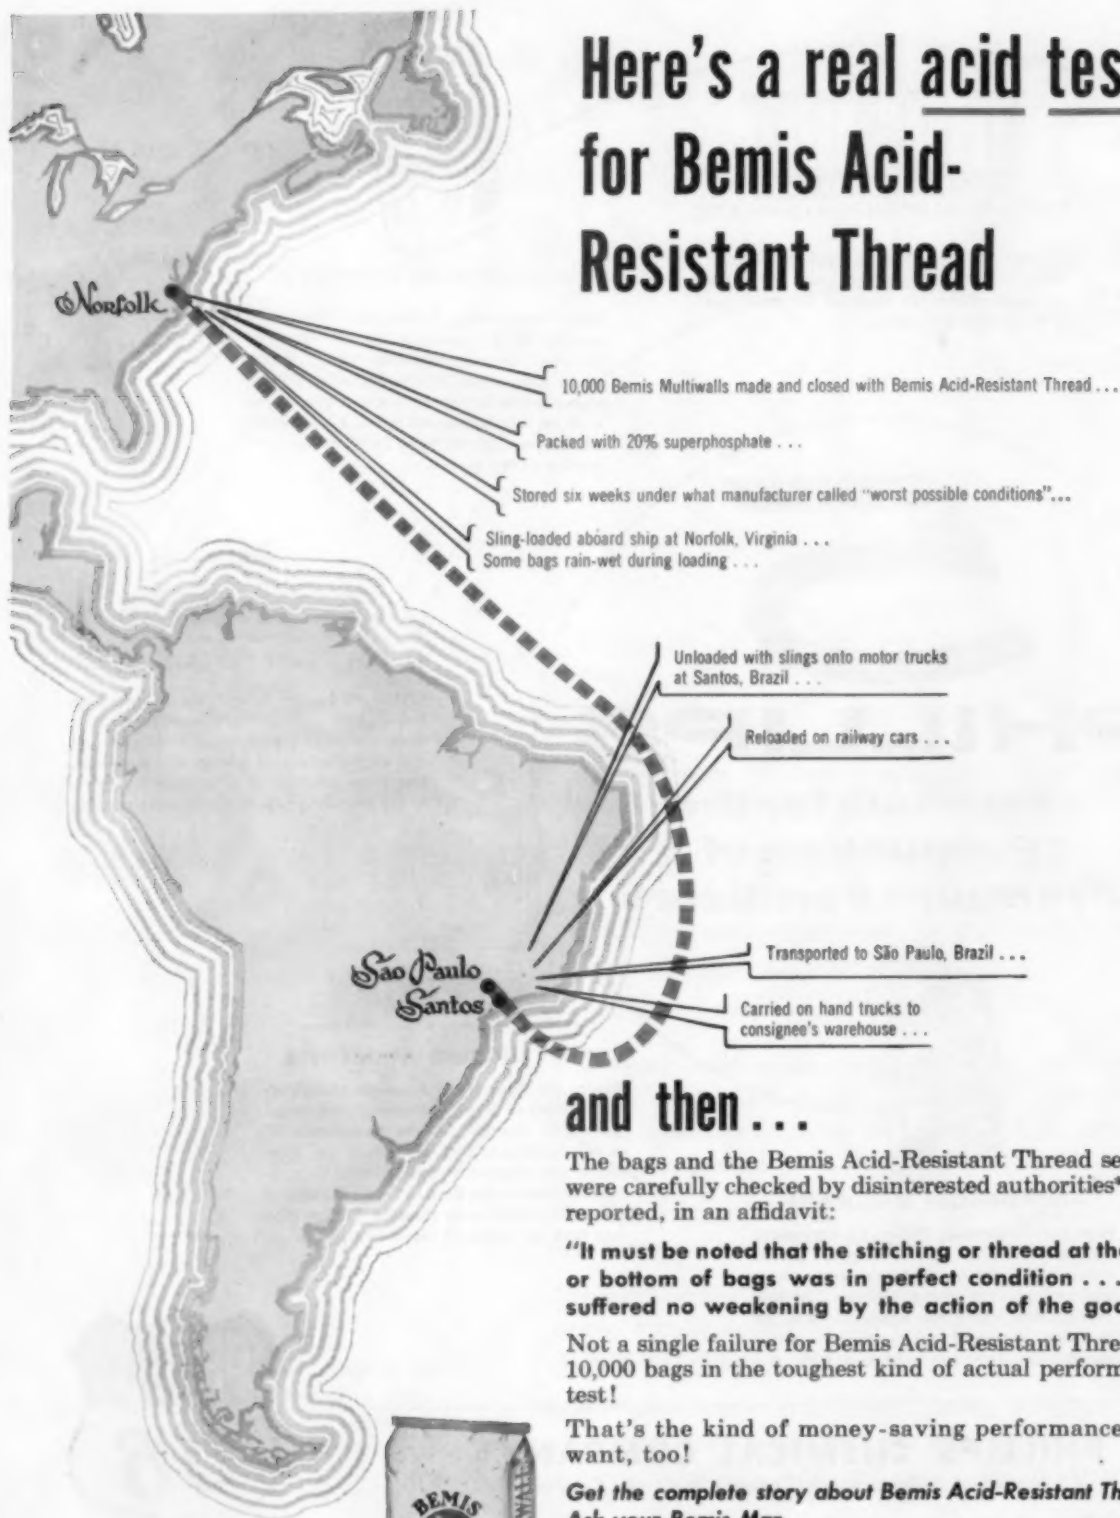 Here's a real acid tes
for Bemis Acid-
Resistant Thread
Norfolk
10,000 Bemis Multiwalls made and closed with Bemis Acid-Resistant Thread ...
Packed with 20% superphosphate ...
Stored six weeks under what manufacturer called "worst possible conditions"...
Sling-loaded aboard ship at Norfolk, Virginia ...
Some bags rain-wet during loading ...
Unloaded with slings onto motor trucks
at Santos, Brazil ...
Reloaded on railway cars ...
São Paulo
Santos
Transported to São Paulo, Brazil ...
Carried on hand trucks to
consignee's warehouse ...
and then ...
The bags and the Bemis Acid-Resistant Thread se
were carefully checked by disinterested authorities*
reported, in an affidavit:
"It must be noted that the stitching or thread at the
or bottom of bags was in perfect condition ...
suffered no weakening by the action of the goo
Not a single failure for Bemis Acid-Resistant Thre
10,000 bags in the toughest kind of actual perform
test!
That's the kind of money-saving performance
want, too!
Get the complete story about Bemis Acid-Resistant Th
Ask your Bemis Man
BEMIS